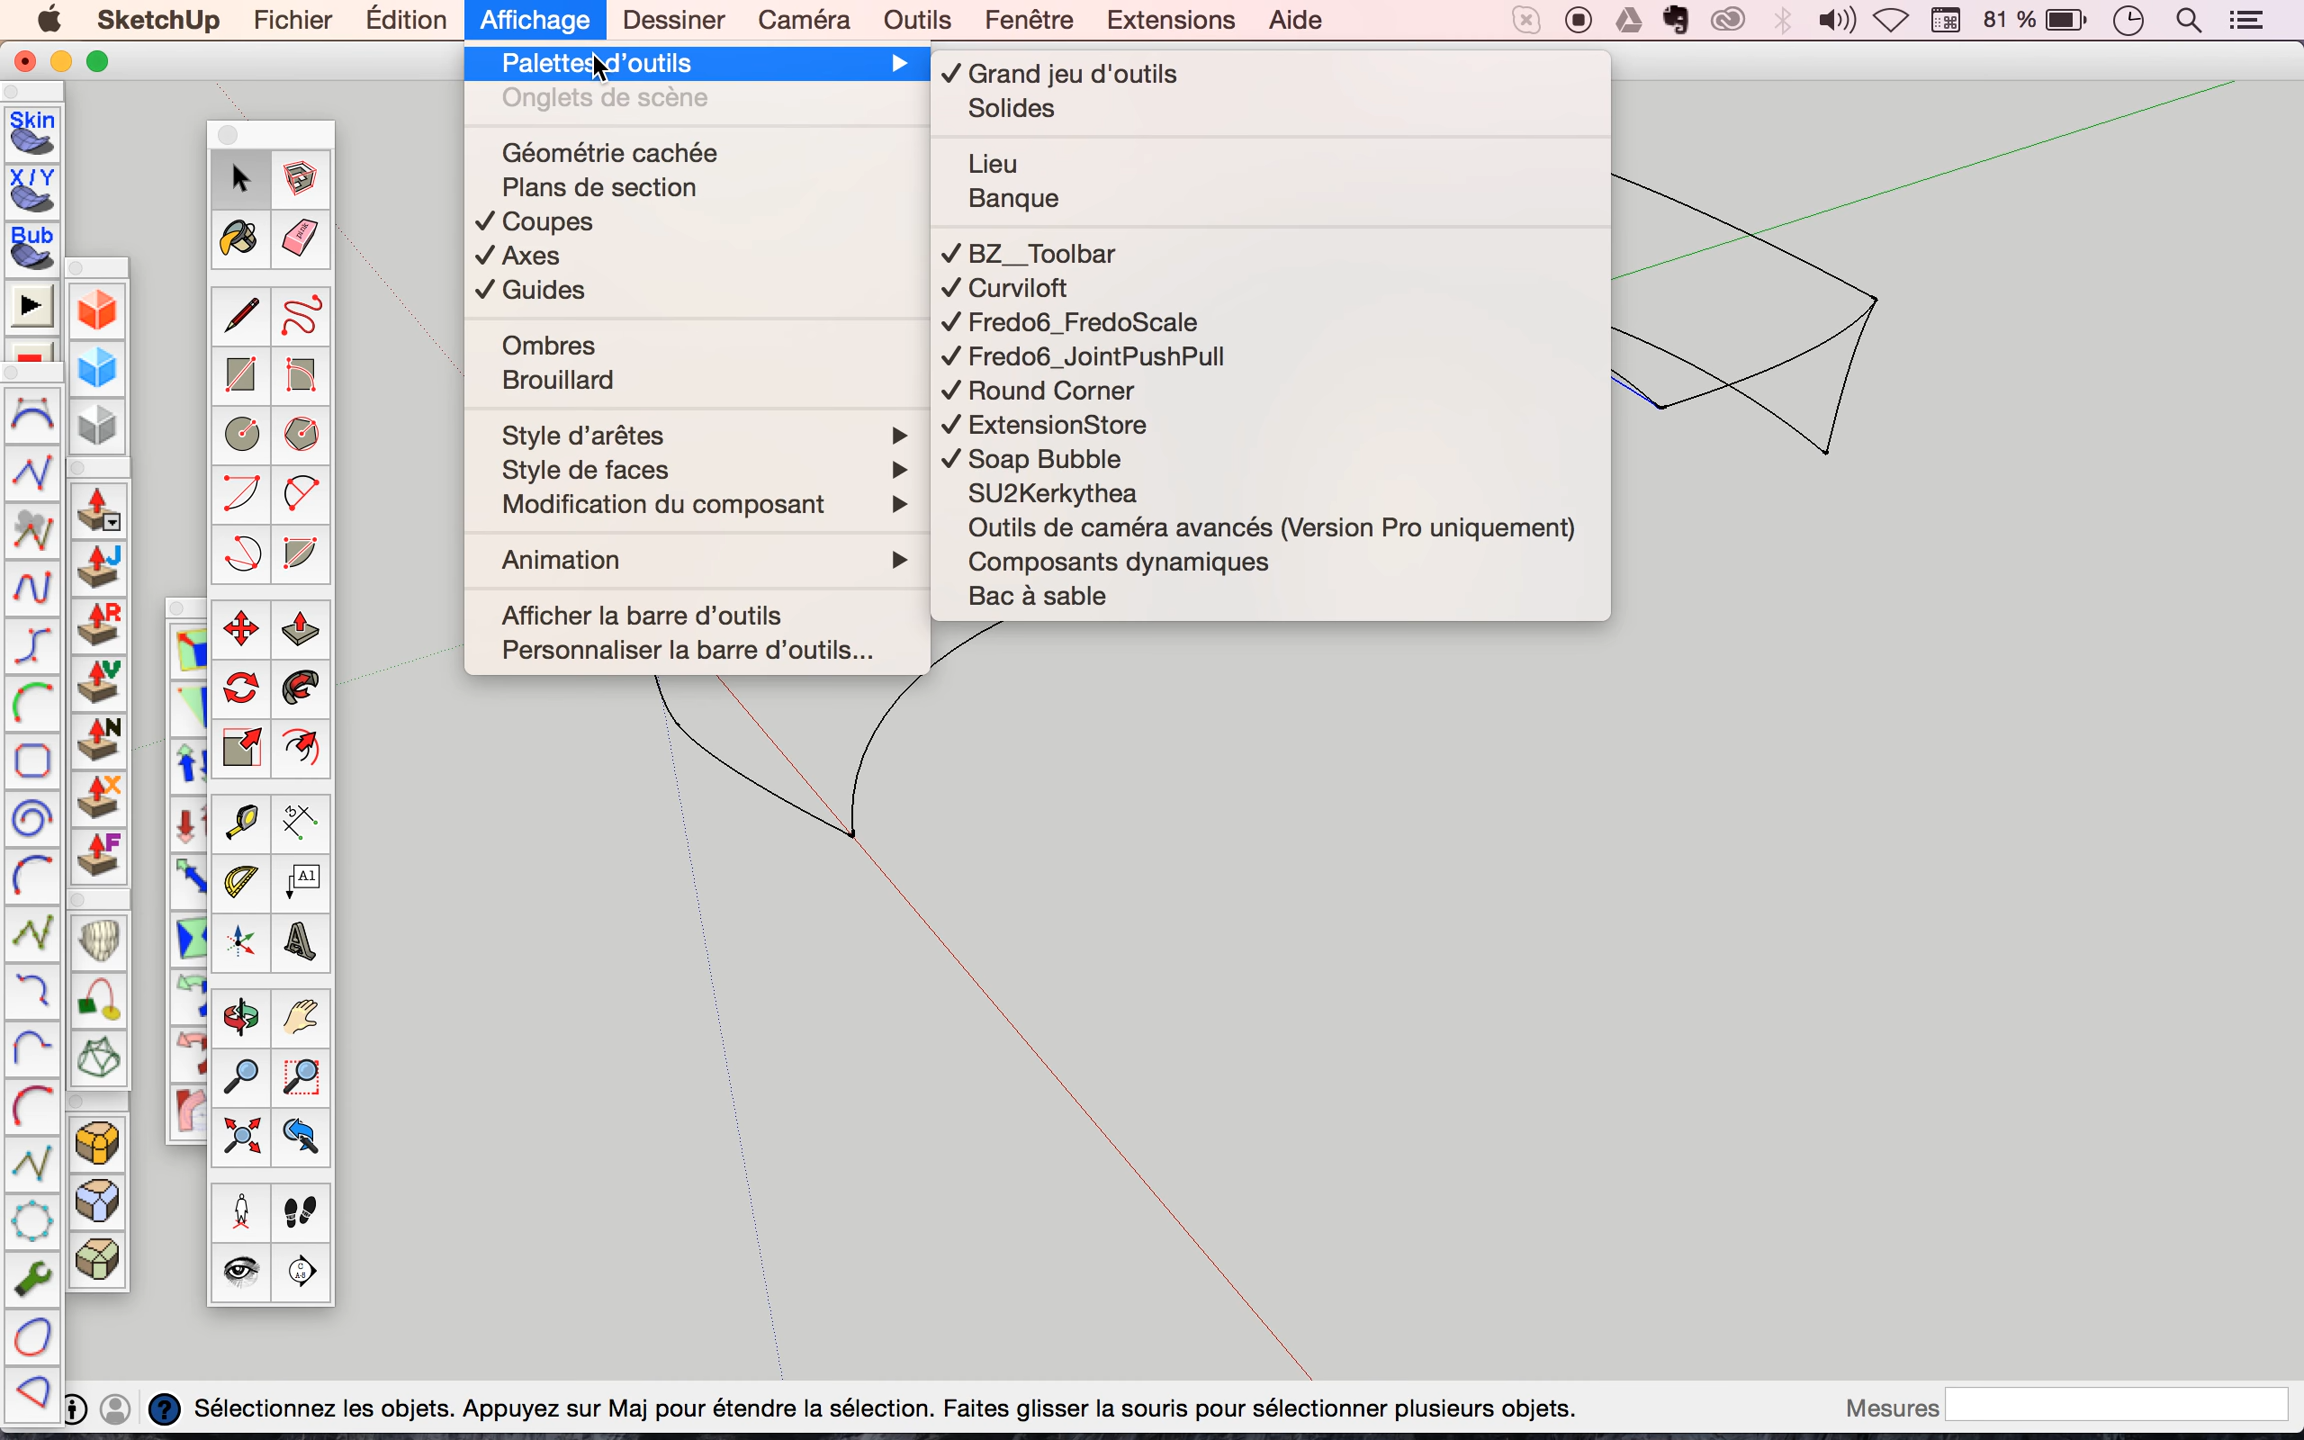 SketchUp Fichier Édition Affichage Dessiner Caméra Outils Fenêtre Extensions Aide 81 %
Palettes d’outils
Onglets de scène
Géométrie cachée
Plans de section
✓ Coupes
✓ Axes
✓ Guides
Ombres
Brouillard
Style d’arêtes
Style de faces
Modification du composant
Animation
Afficher la barre d’outils
Personnaliser la barre d’outils...
✓ Grand jeu d'outils
Solides
Lieu
Banque
✓ BZ__Toolbar
✓ Curviloft
✓ Fredo6_FredoScale
✓ Fredo6_JointPushPull
✓ Round Corner
✓ ExtensionStore
✓ Soap Bubble
SU2Kerkythea
Outils de caméra avancés (Version Pro uniquement)
Composants dynamiques
Bac à sable
Skin
X/Y
Bub
J
R
V
N
X
F
3
A1
A
C
A-8
Sélectionnez les objets. Appuyez sur Maj pour étendre la sélection. Faites glisser la souris pour sélectionner plusieurs objets.
Mesures